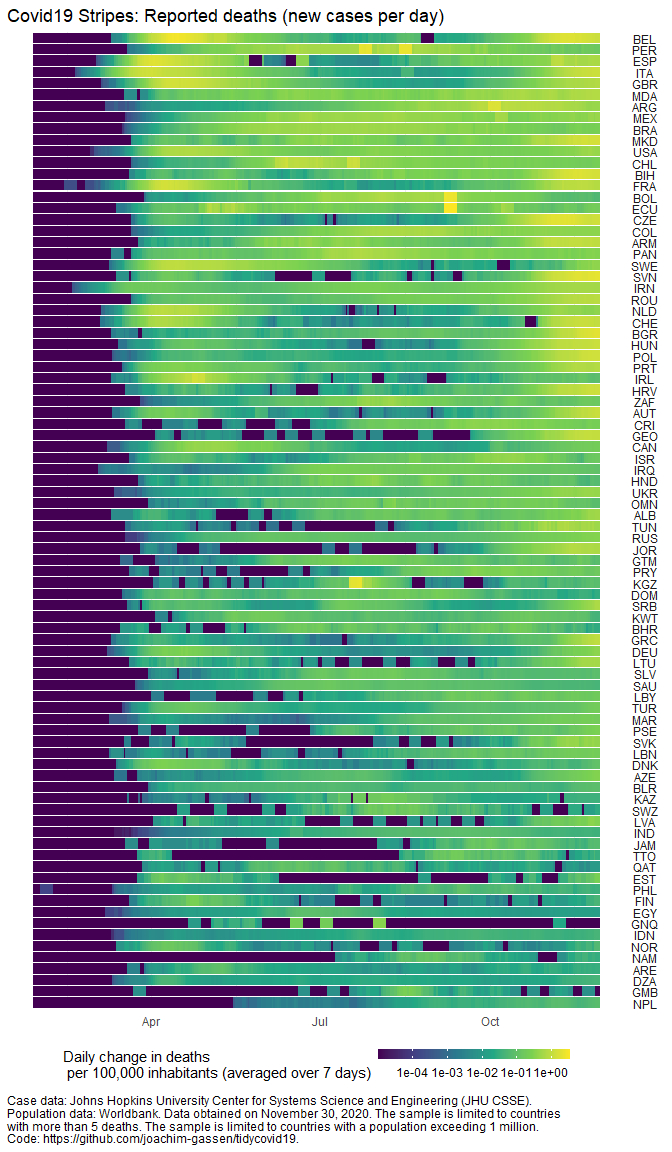 Covid19 Stripes: Reported deaths (new cases per day)
BEL
PER
ESP
ITA
GBR
MDA
ARG
MEX
BRA
MKD
USA
CHL
BIH
FRA
BOL
ECU
CZE
COL
ARM
PAN
SWE
SVN
IRN
ROU
NLD
CHE
BGR
HUN
POL
PRT
IRL
HRV
ZAF
AUT
CRI
GEO
CAN
ISR
IRQ
HND
UKR
OMN
ALB
TUN
RUS
JOR
GTM
PRY
KGZ
DOM
SRB
KWT
BHR
GRC
DEU
LTU
SLV
SAU
LBY
TUR
MAR
PSE
SVK
LBN
DNK
AZE
BLR
KAZ
SWZ
LVA
IND
JAM
TTO
QAT
EST
PHL
FIN
EGY
GNQ
IDN
NOR
NAM
ARE
DZA
GMB
NPL
Apr Jul Oct
Daily change in deaths
per 100,000 inhabitants (averaged over 7 days)
1e-04 1e-03 1e-02 1e-01 1e+00
Case data: Johns Hopkins University Center for Systems Science and Engineering (JHU CSSE).
Population data: Worldbank. Data obtained on November 30, 2020. The sample is limited to countries
with more than 5 deaths. The sample is limited to countries with a population exceeding 1 million.
Code: https://github.com/joachim-gassen/tidycovid19.